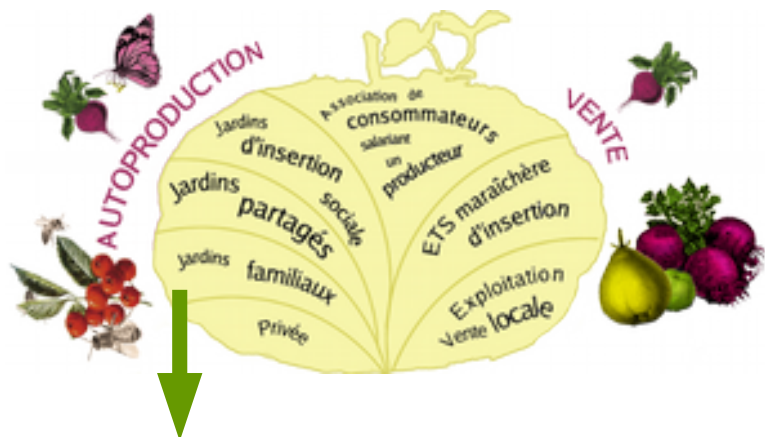 AUTOPRODUCTION
VENTE
Association de
consommateurs
salariant
un
producteur
Jardins
d'insertion
sociale
Jardins
partagés
Jardins
familiaux
Privée
ETS maraîchère
d'insertion
Exploitation
Vente locale